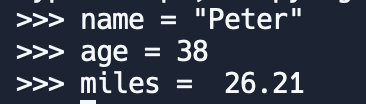 >>> name = "Peter"
>>> age = 38
>>> miles =  26.21